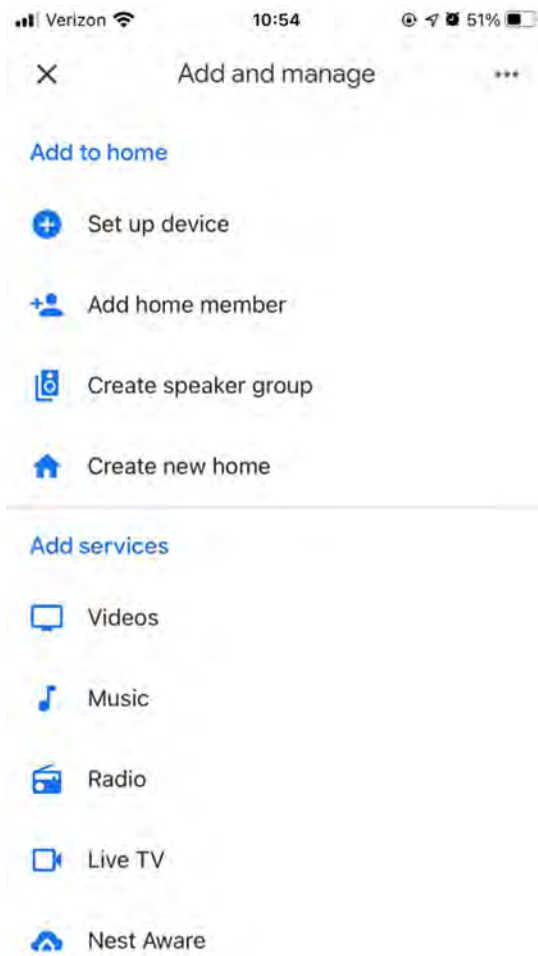 Verizon 10:54 51%
Add and manage
Add to home
Set up device
Add home member
Create speaker group
Create new home
Add services
Videos
Music
Radio
Live TV
Nest Aware